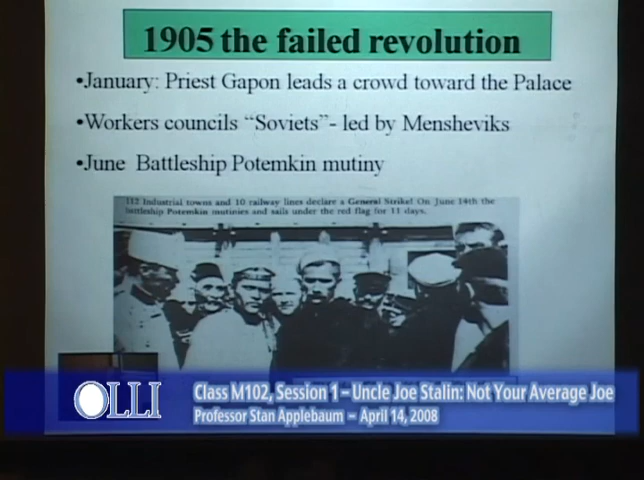 1905 the failed revolution
•January: Priest Gapon leads a crowd toward the Palace
•Workers councils “Soviets”- led by Mensheviks
•June Battleship Potemkin mutiny
112 Industrial towns and 10 railway lines declare a General Strike! On June 14th the
battleship Potemkin mutinies and sails under the red flag for 11 days.
OLLI
Class M102, Session 1 – Uncle Joe Stalin: Not Your Average Joe
Professor Stan Applebaum – April 14, 2008